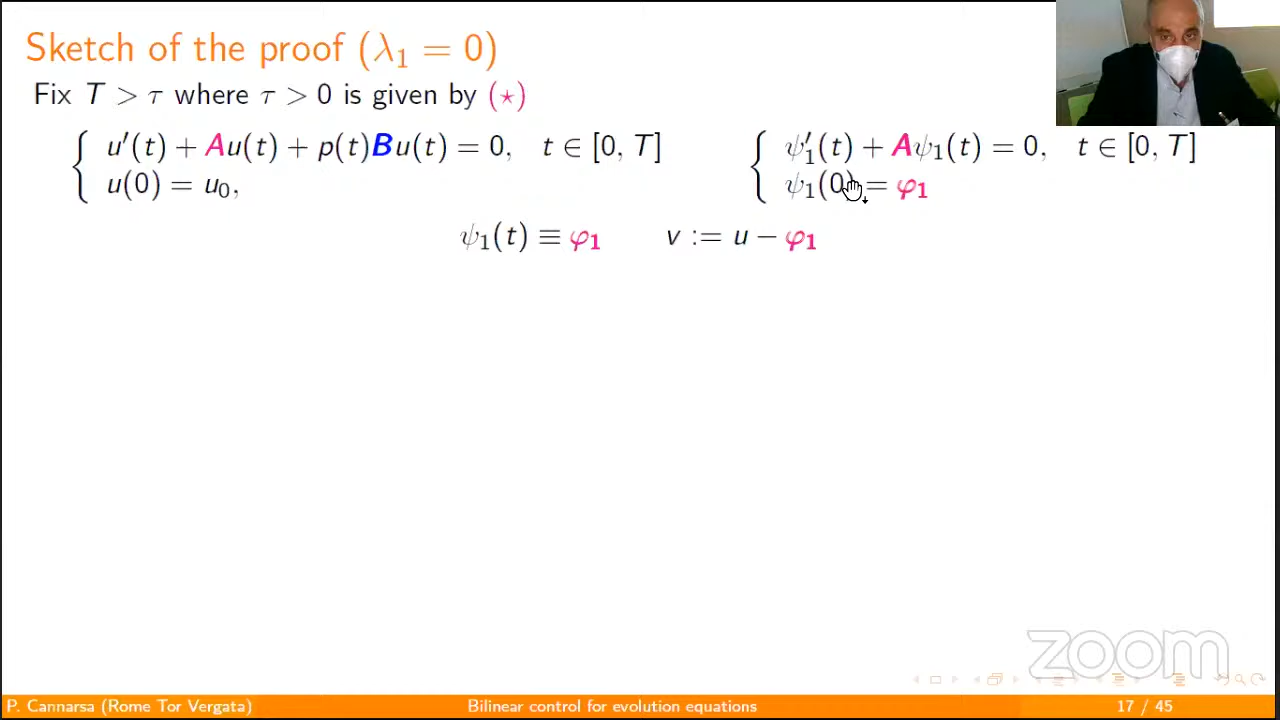 Sketch of the proof (λ₁ = 0)
Fix T > τ where τ > 0 is given by (⋆)
{ u′(t) + Au(t) + p(t)Bu(t) = 0, t ∈ [0, T]
u(0) = u₀,
{ ψ₁′(t) + Aψ₁(t) = 0, t ∈ [0, T]
ψ₁(0) = φ₁
ψ₁(t) ≡ φ₁ v := u − φ₁
zoom
P. Cannarsa (Rome Tor Vergata) Bilinear control for evolution equations 17 / 45